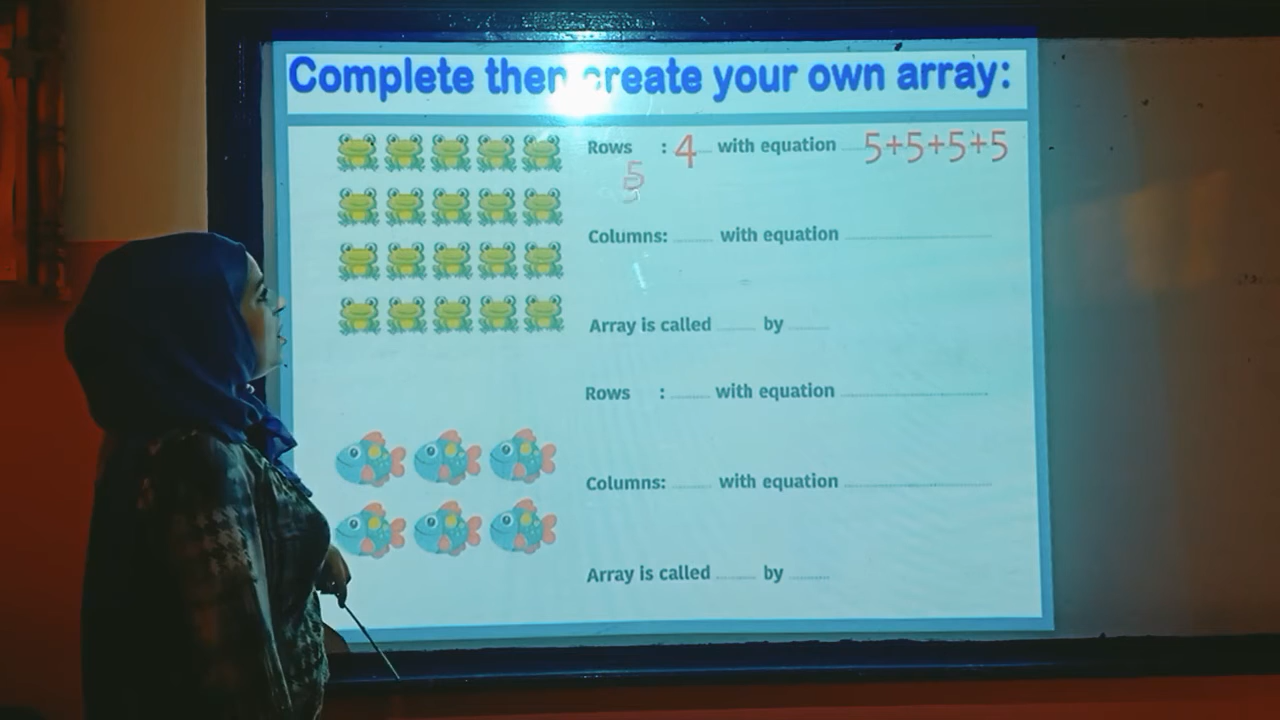 Complete then create your own array:
Rows : 4 with equation 5+5+5+5
5
Columns: ........ with equation ................................
Array is called ........ by ........
Rows : ........ with equation ................................
Columns: ........ with equation ................................
Array is called ........ by ........